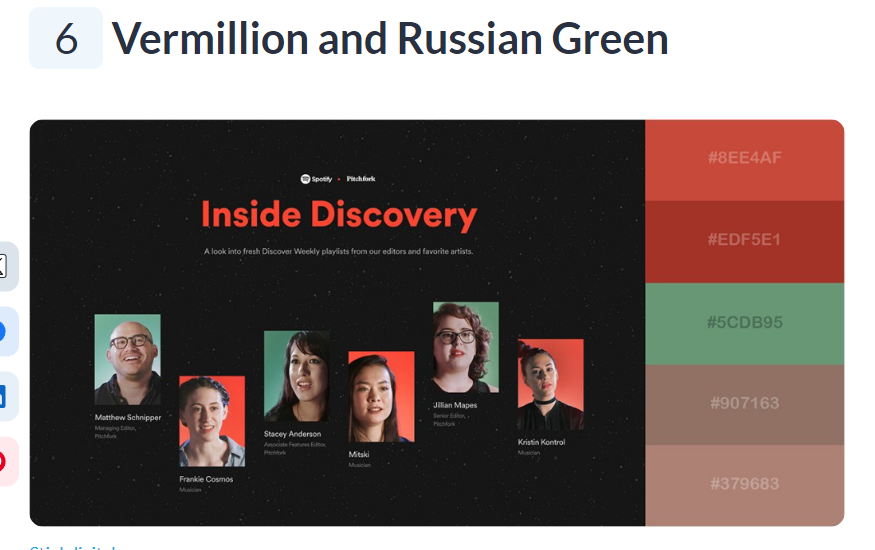 6 Vermillion and Russian Green
Spotify • Pitchfork
Inside Discovery
A look into fresh Discover Weekly playlists from our editors and favorite artists.
Matthew Schnipper
Managing Editor,
Pitchfork
Frankie Cosmos
Musician
Stacey Anderson
Associate Features Editor,
Pitchfork
Mitski
Musician
Jillian Mapes
Senior Editor,
Pitchfork
Kristin Kontrol
Musician
#8EE4AF
#EDF5E1
#5CDB95
#907163
#379683